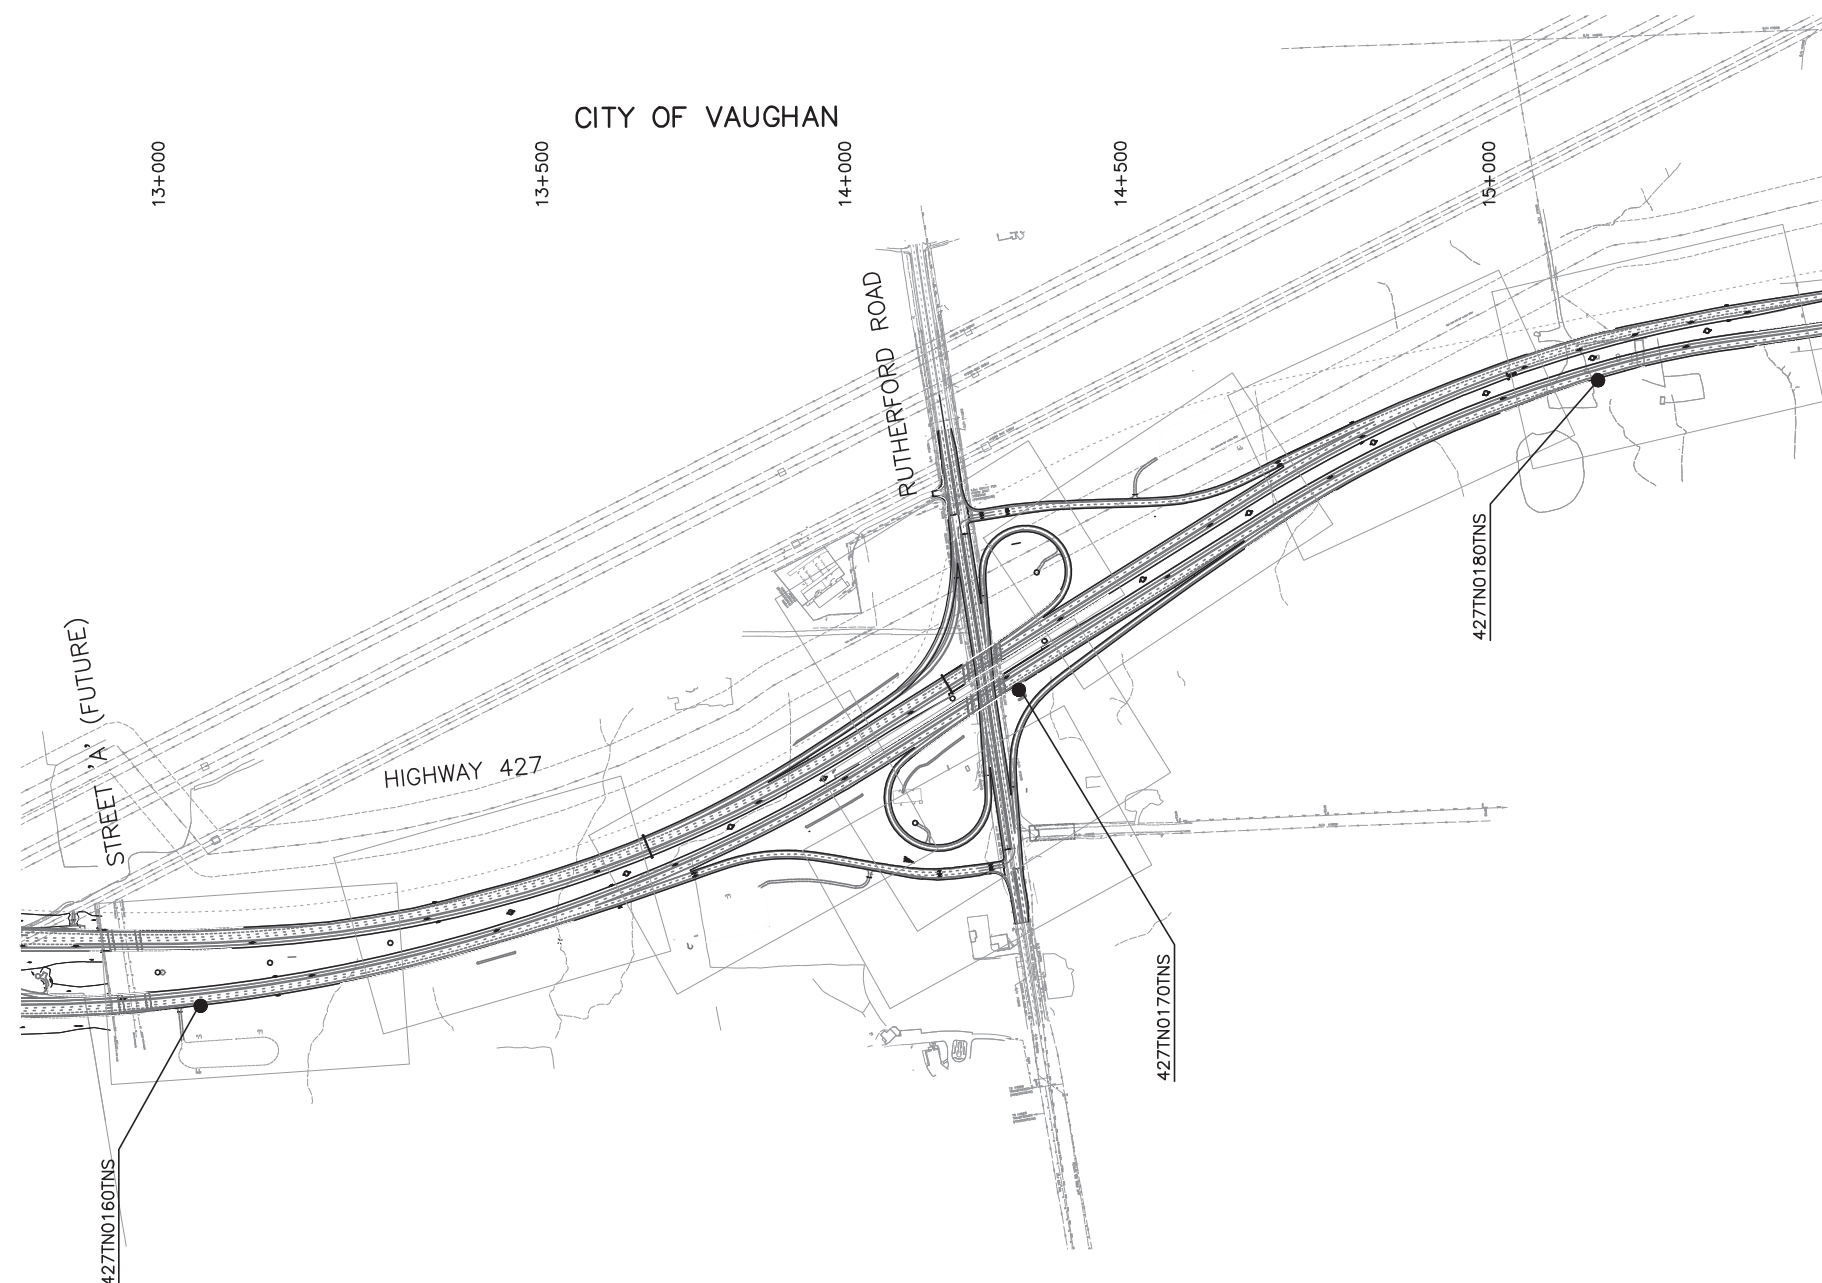 CITY OF VAUGHAN
13+000
13+500
14+000
14+500
15+000
RUTHERFORD ROAD
STREET 'A' (FUTURE)
HIGHWAY 427
427TN0180TNS
427TN0170TNS
427TN0160TNS